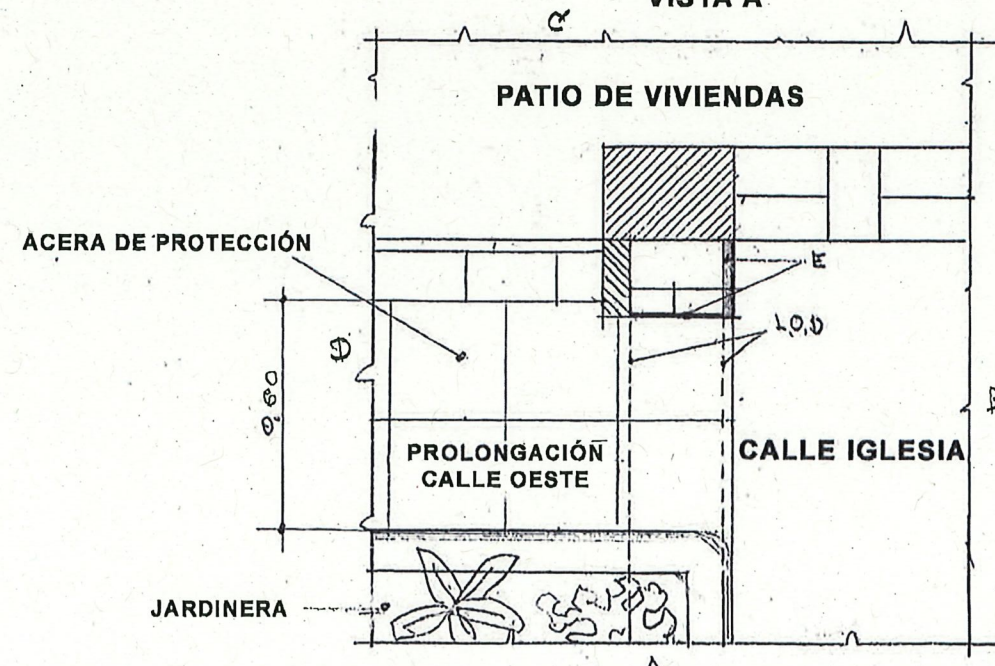 VISTA A
C
PATIO DE VIVIENDAS
ACERA DE PROTECCIÓN
E
L.O.D
D
0.80
PROLONGACIÓN
CALLE OESTE
CALLE IGLESIA
JARDINERA